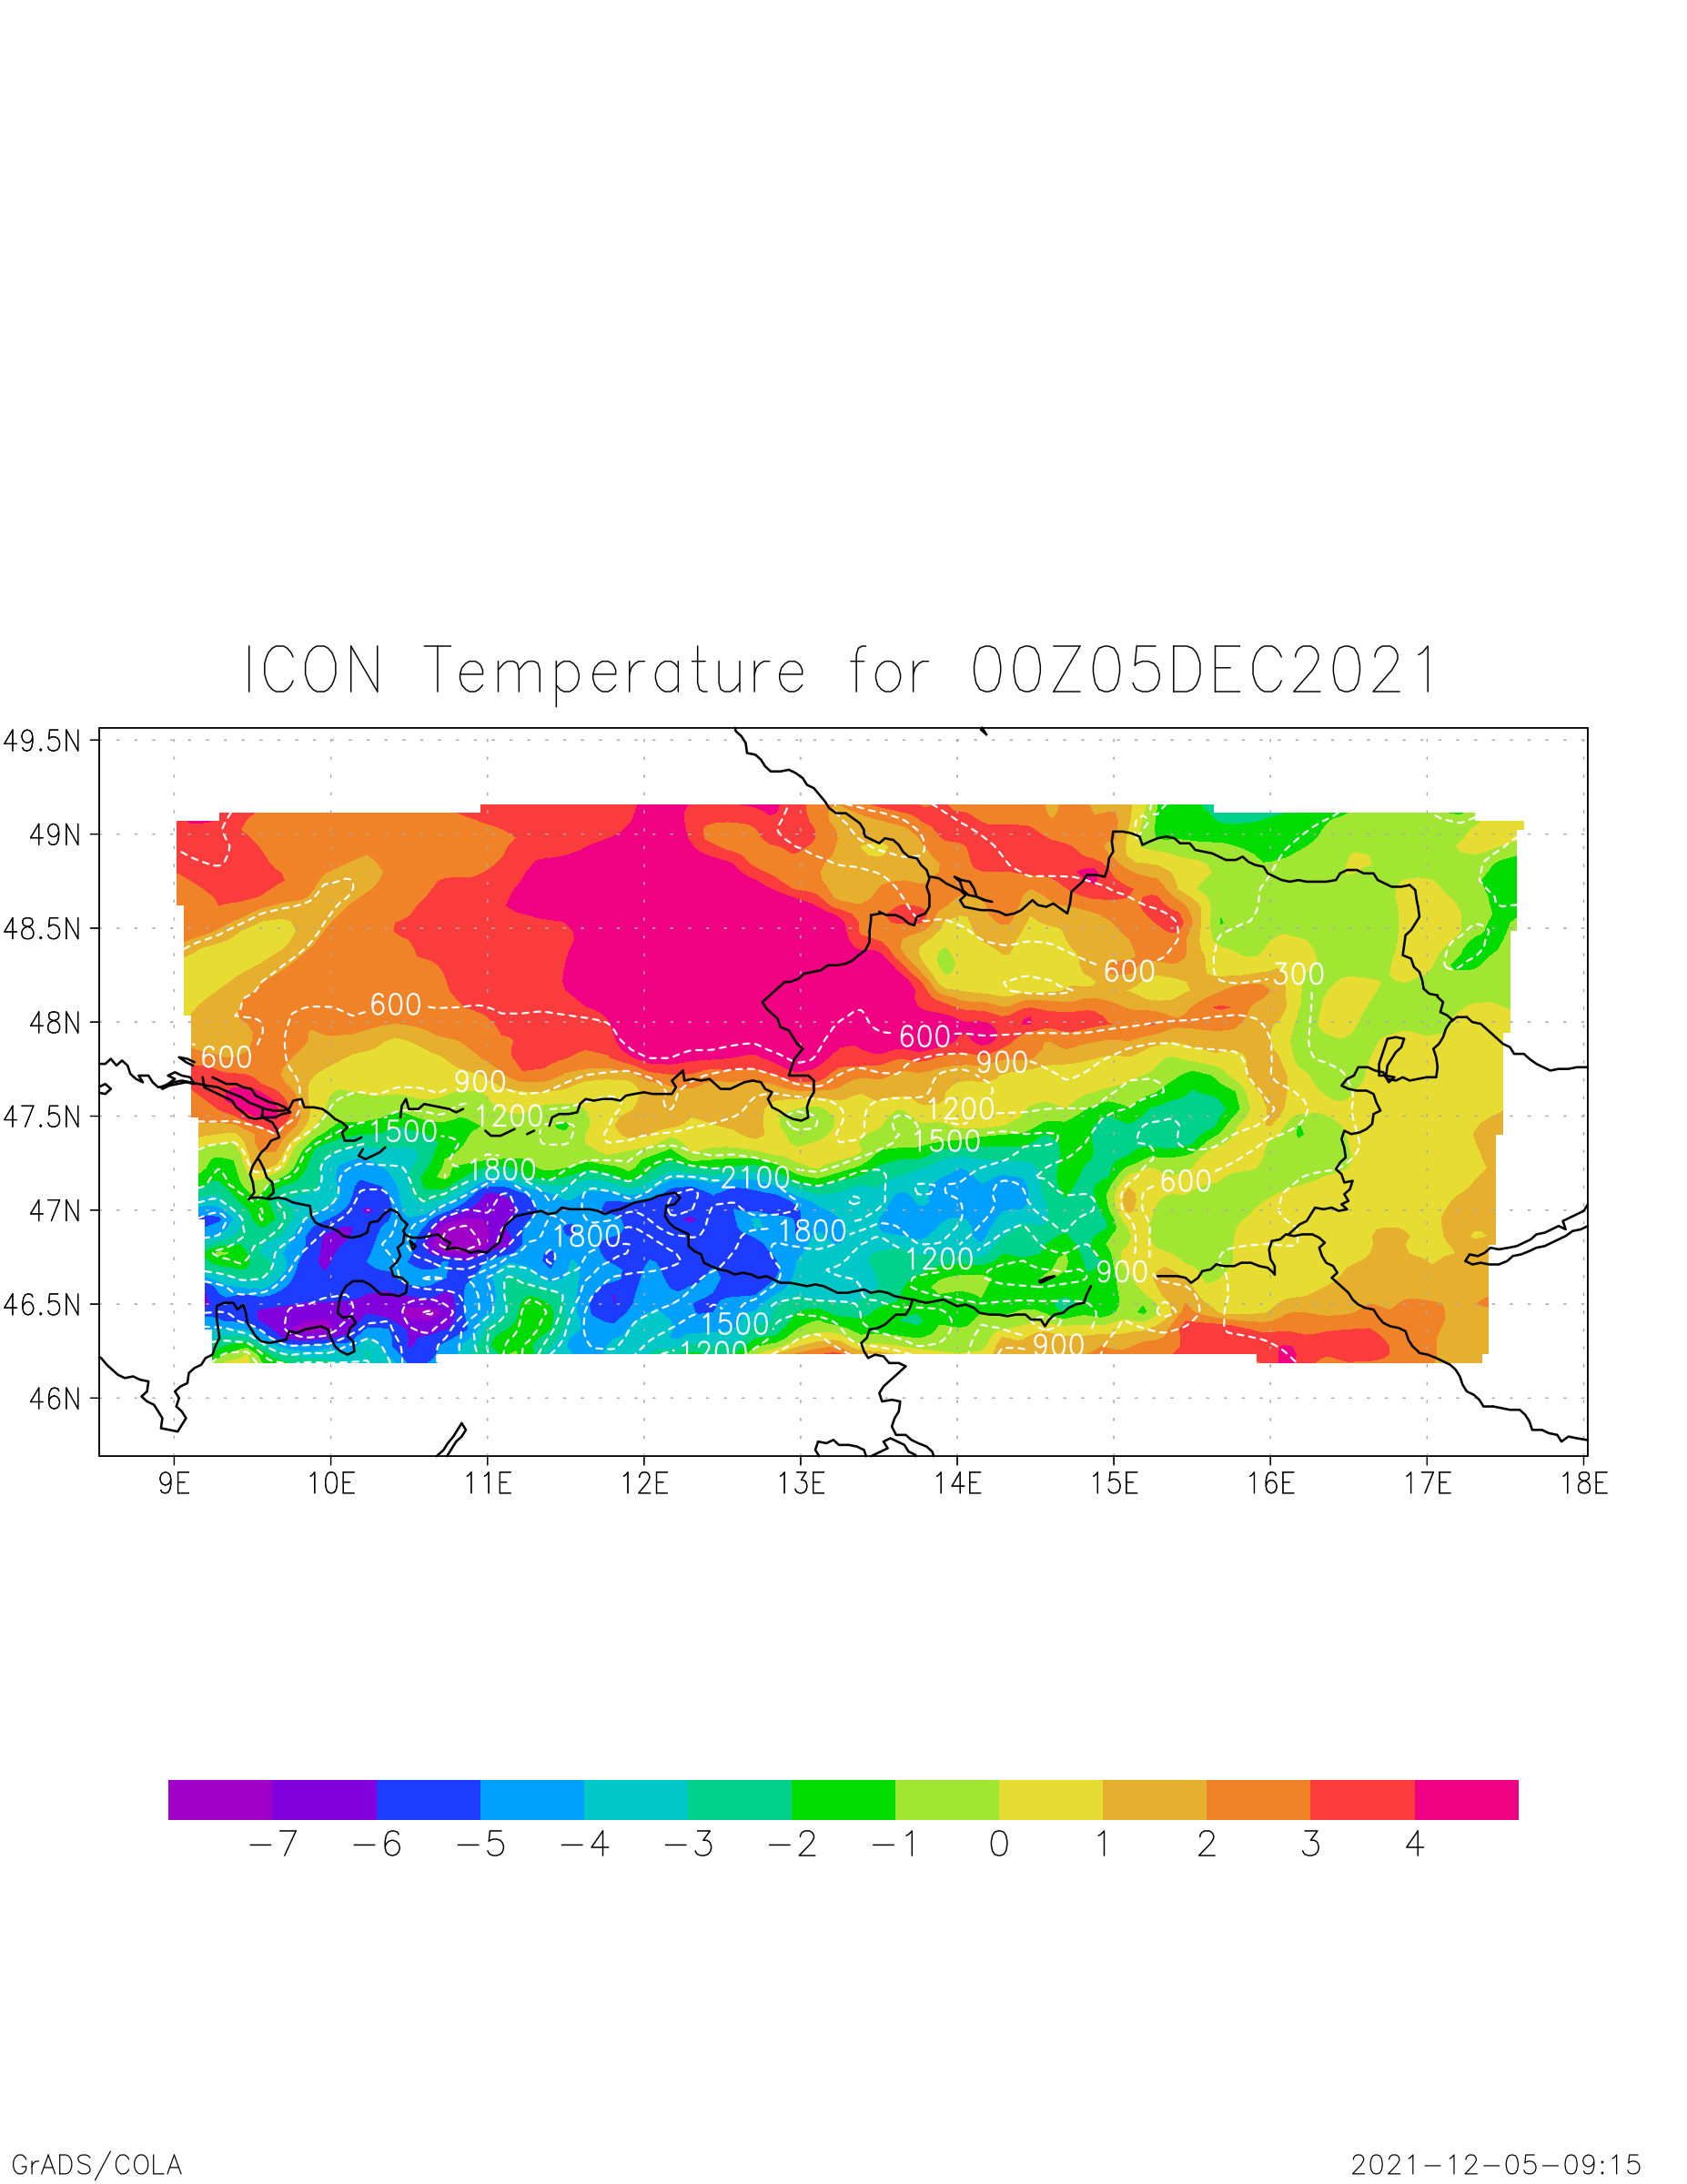 ICON Temperature for 00Z05DEC2021
49.5N
49N
300
48.5N
600
600
48N
600
900
600
900
1200
1200
47.5N
1500
1500
1800
2100
600
47N
1800
1800
1200
900
46.5N
1500
900
1200
46N
9E 10E 11E 12E 13E 14E 15E 16E 17E 18E
−7 −6 −5 −4 −3 −2 −1 0 1 2 3 4
GrADS/COLA 2021−12−05−09:15